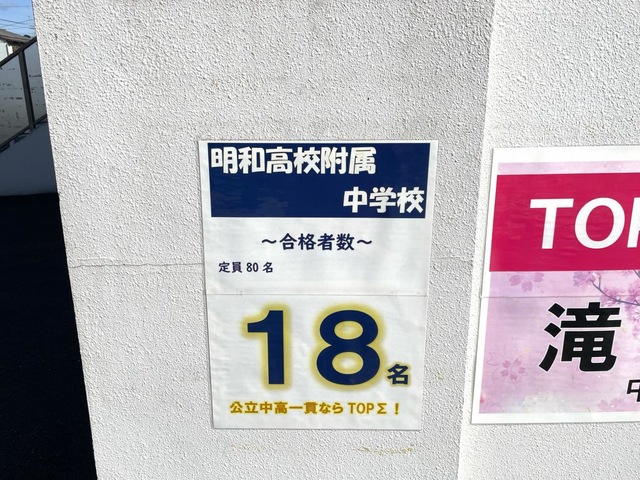 明和高校附属
中学校
～合格者数～
定員80名
18名
公立中高一貫ならTOPΣ！
TOP
滝
中